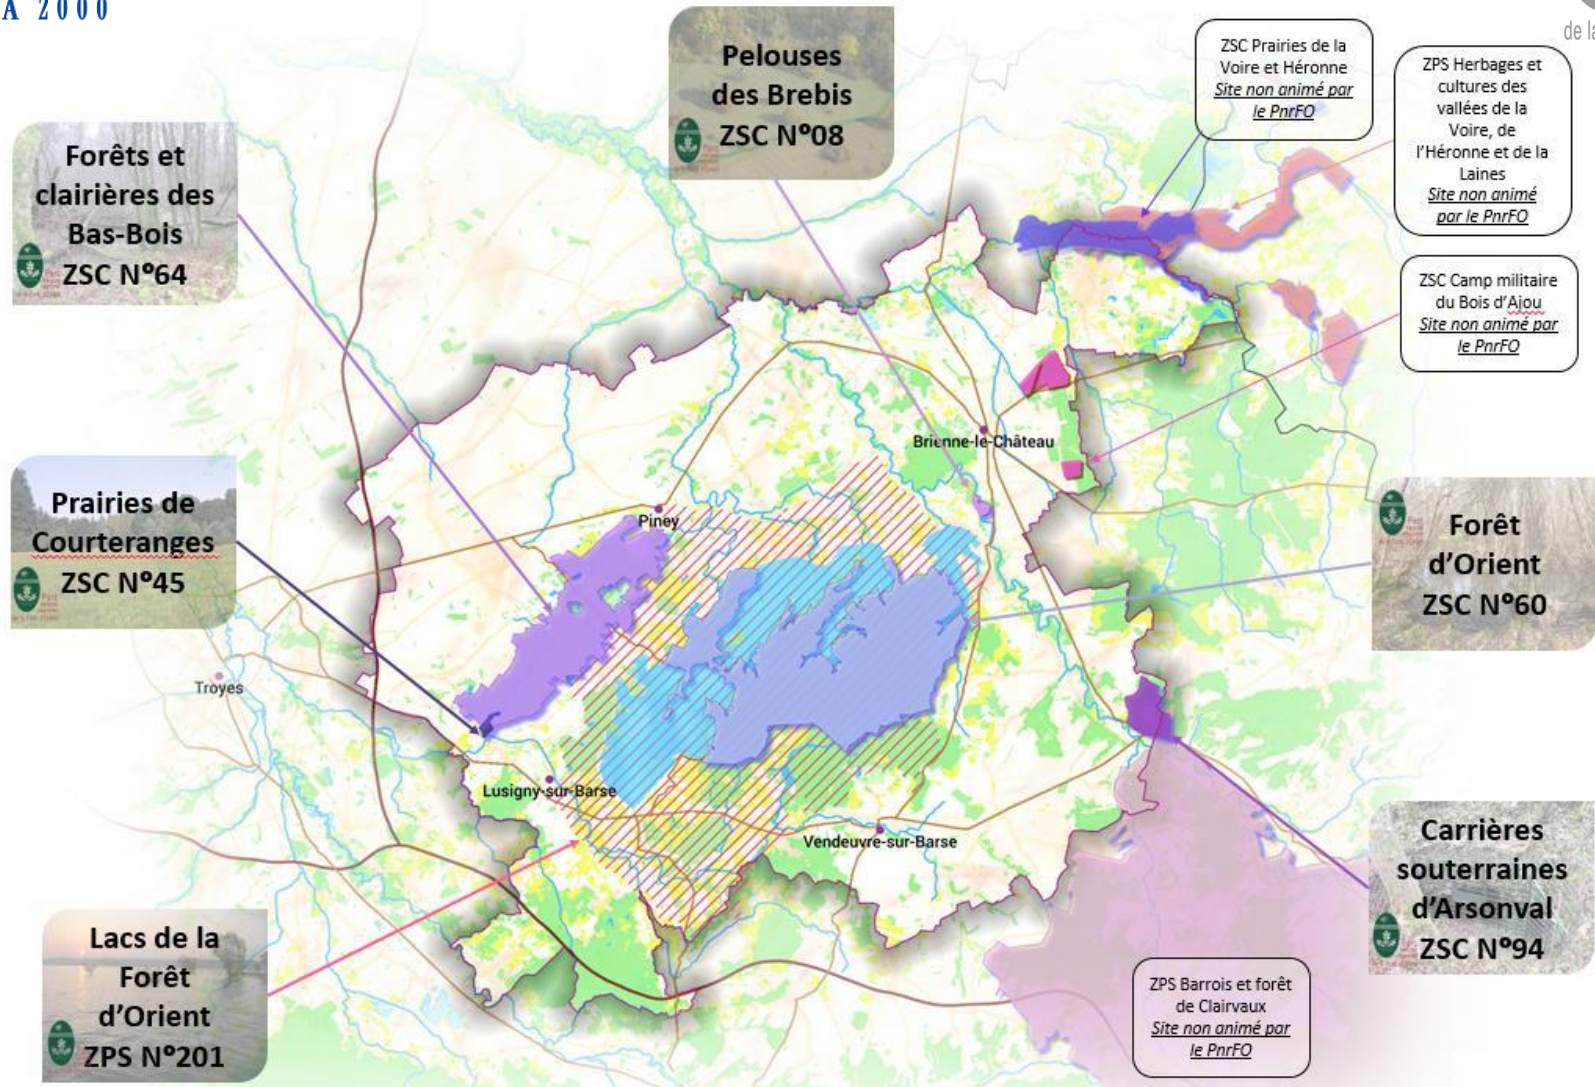 A 2000
de la
Pelouses
des Brebis
ZSC N°08
ZSC Prairies de la
Voire et Héronne
Site non animé par
le PnrFO
ZPS Herbages et
cultures des
vallées de la
Voire, de
l'Héronne et de la
Laines
Site non animé
par le PnrFO
Forêts et
clairières des
Bas-Bois
ZSC N°64
ZSC Camp militaire
du Bois d'Ajou
Site non animé par
le PnrFO
Brienne-le-Château
Prairies de
Courteranges
ZSC N°45
Piney
Forêt
d'Orient
ZSC N°60
Troyes
Lusigny-sur-Barse
Vendeuvre-sur-Barse
Carrières
souterraines
d'Arsonval
ZSC N°94
Lacs de la
Forêt
d'Orient
ZPS N°201
ZPS Barrois et forêt
de Clairvaux
Site non animé par
le PnrFO